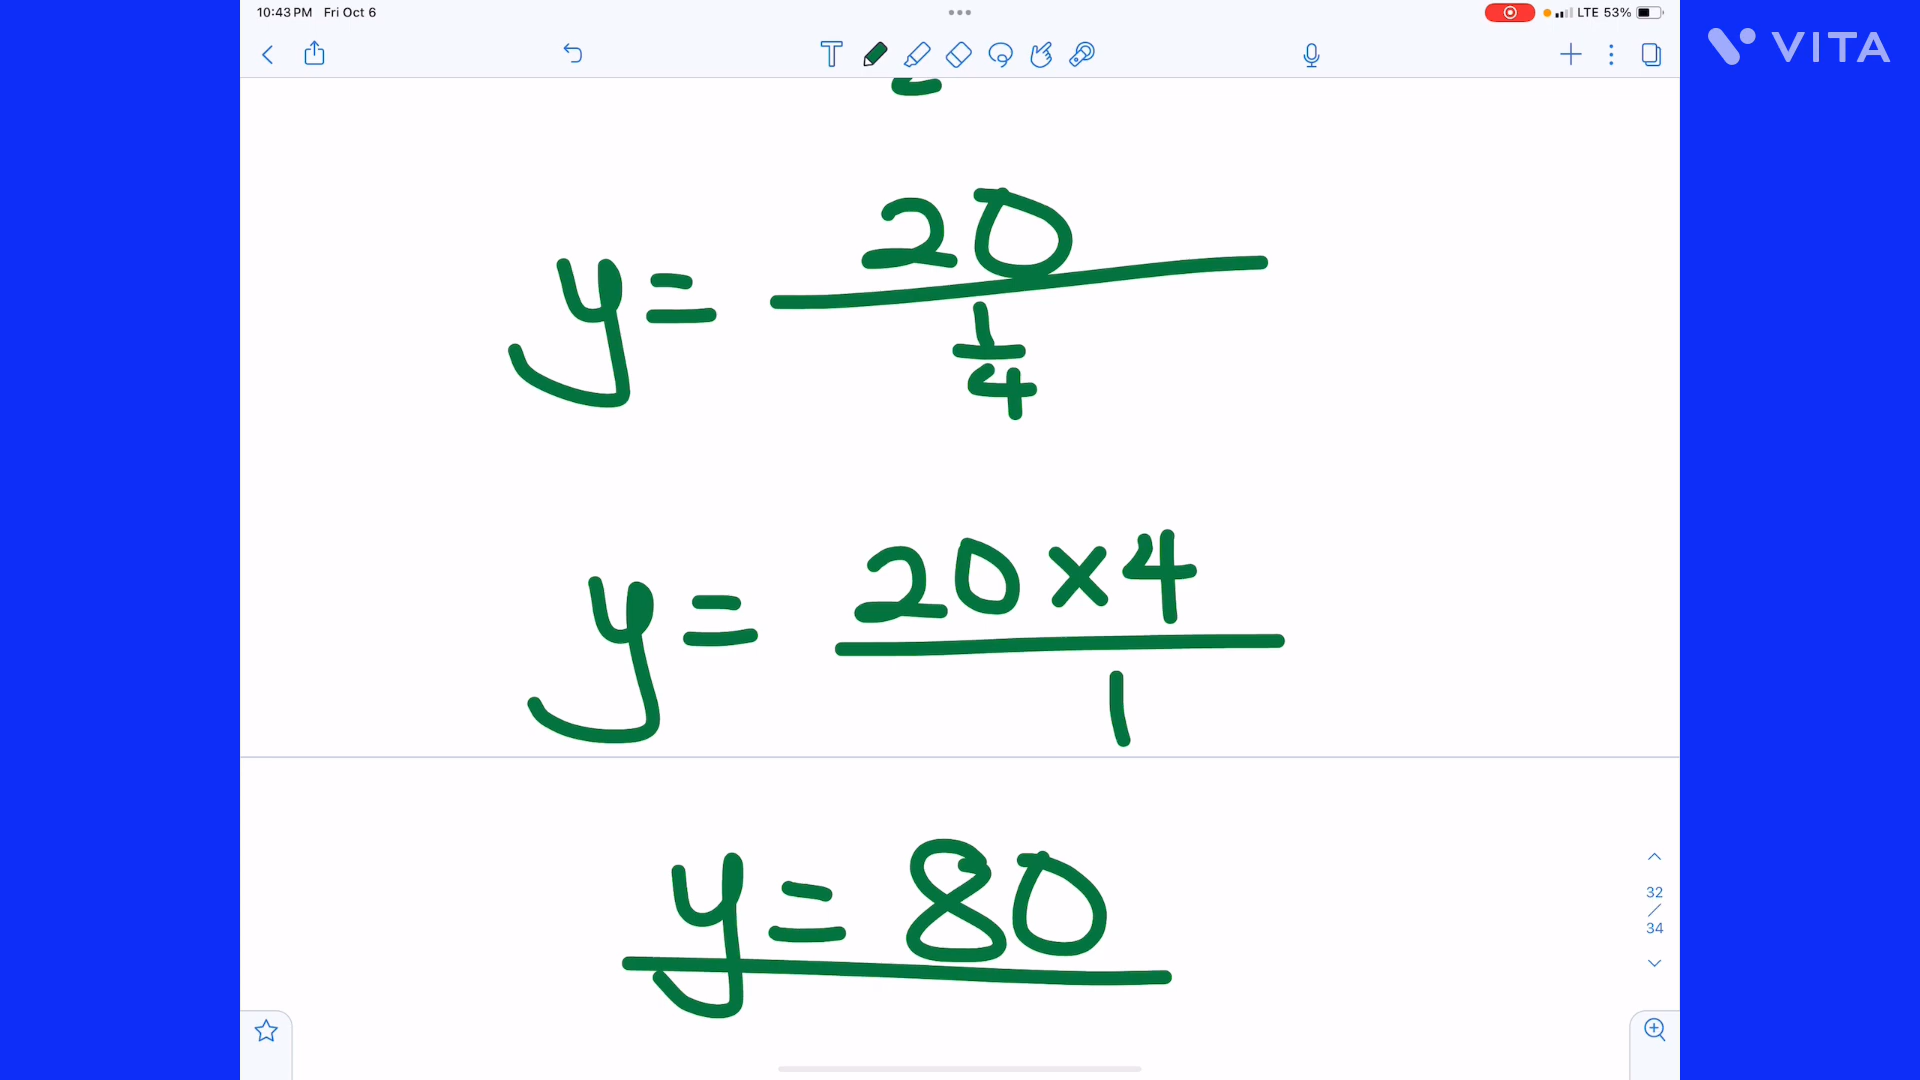 10:43 PM Fri Oct 6
LTE 53%
VITA
T
y = 20
1
4
y = 20 × 4
1
y = 80
32
/
34